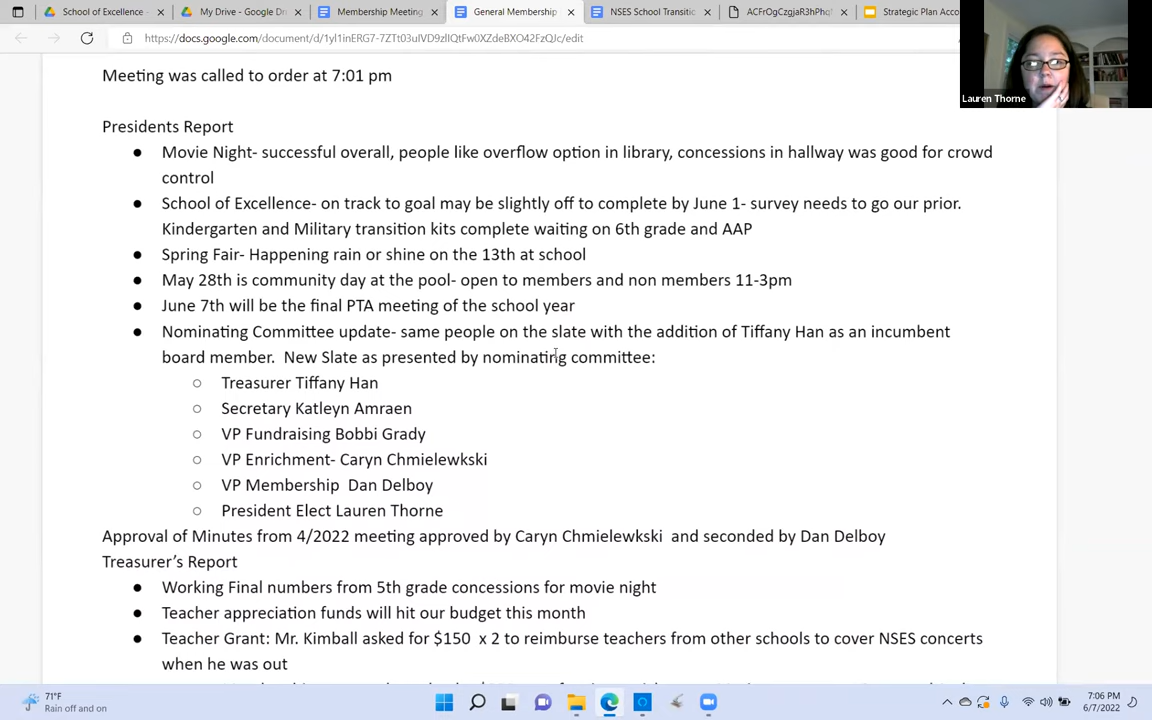 School of Excellence -
My Drive - Google Dr
Membership Meeting
General Membership
NSES School Transitic
Strategic Plan Acco
https://docs.google.com/document/d/1yl1inERG7-7ZTt03uIVD9zlIQtFw0XZdeBXO42FzQJc/edit
Lauren Thorne
Meeting was called to order at 7:01 pm
Presidents Report
● Movie Night- successful overall, people like overflow option in library, concessions in hallway was good for crowd
control
● School of Excellence- on track to goal may be slightly off to complete by June 1- survey needs to go our prior.
Kindergarten and Military transition kits complete waiting on 6th grade and AAP
● Spring Fair- Happening rain or shine on the 13th at school
● May 28th is community day at the pool- open to members and non members 11-3pm
● June 7th will be the final PTA meeting of the school year
● Nominating Committee update- same people on the slate with the addition of Tiffany Han as an incumbent
board member. New Slate as presented by nominating committee:
○ Treasurer Tiffany Han
○ Secretary Katleyn Amraen
○ VP Fundraising Bobbi Grady
○ VP Enrichment- Caryn Chmielewkski
○ VP Membership Dan Delboy
○ President Elect Lauren Thorne
Approval of Minutes from 4/2022 meeting approved by Caryn Chmielewkski and seconded by Dan Delboy
Treasurer's Report
● Working Final numbers from 5th grade concessions for movie night
● Teacher appreciation funds will hit our budget this month
● Teacher Grant: Mr. Kimball asked for $150 x 2 to reimburse teachers from other schools to cover NSES concerts
when he was out
71°F
Rain off and on
7:06 PM
6/7/2022